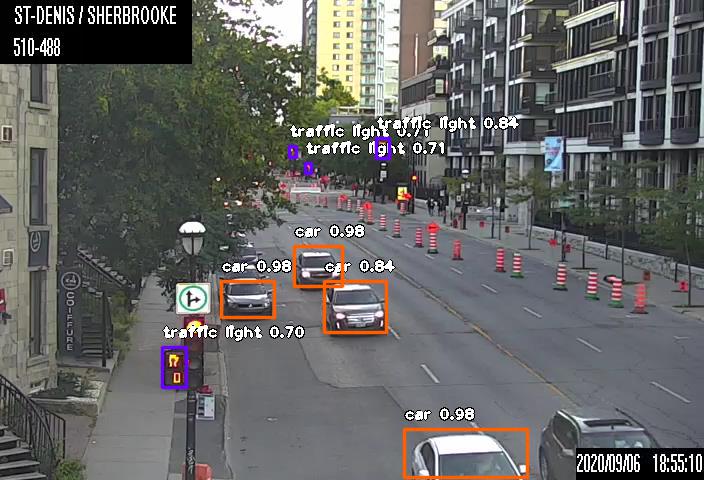 ST-DENIS / SHERBROOKE
510-488
traffic light 0.71
traffic light 0.84
traffic light 0.71
car 0.98
car 0.98
car 0.84
traffic light 0.70
COIFFURE
0
car 0.98
2020/09/06 18:55:10